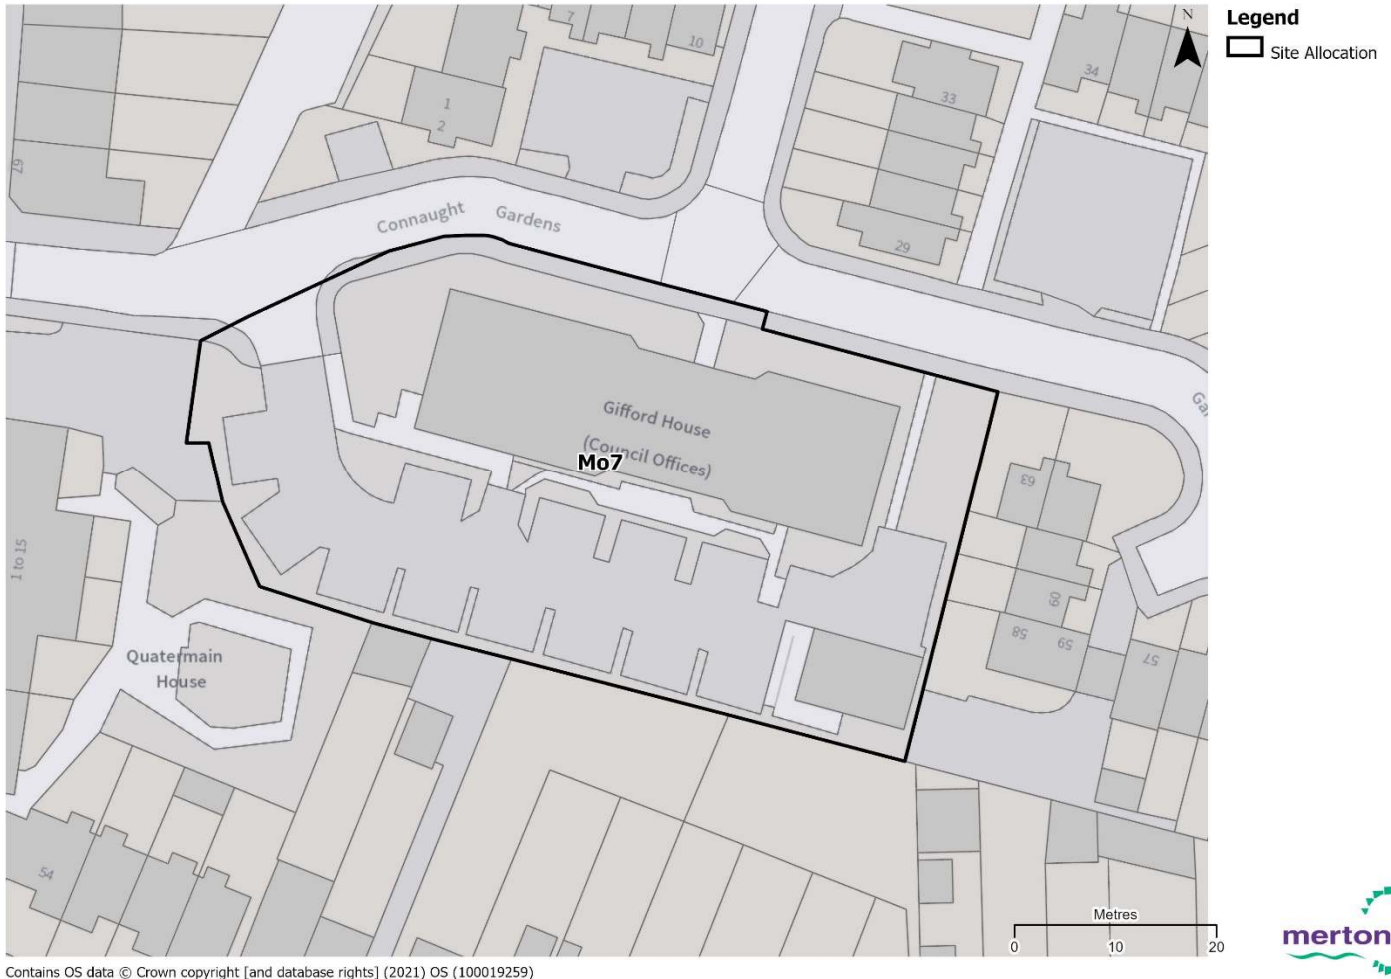 N
Legend
Site Allocation
7
10
34
33
1
2
67
Connaught Gardens
29
Gifford House
(Council Offices)
Mo7
63
1 to 15
60
58
59
57
Quatermain
House
54
Metres
0 10 20
merton
Contains OS data © Crown copyright [and database rights] (2021) OS (100019259)